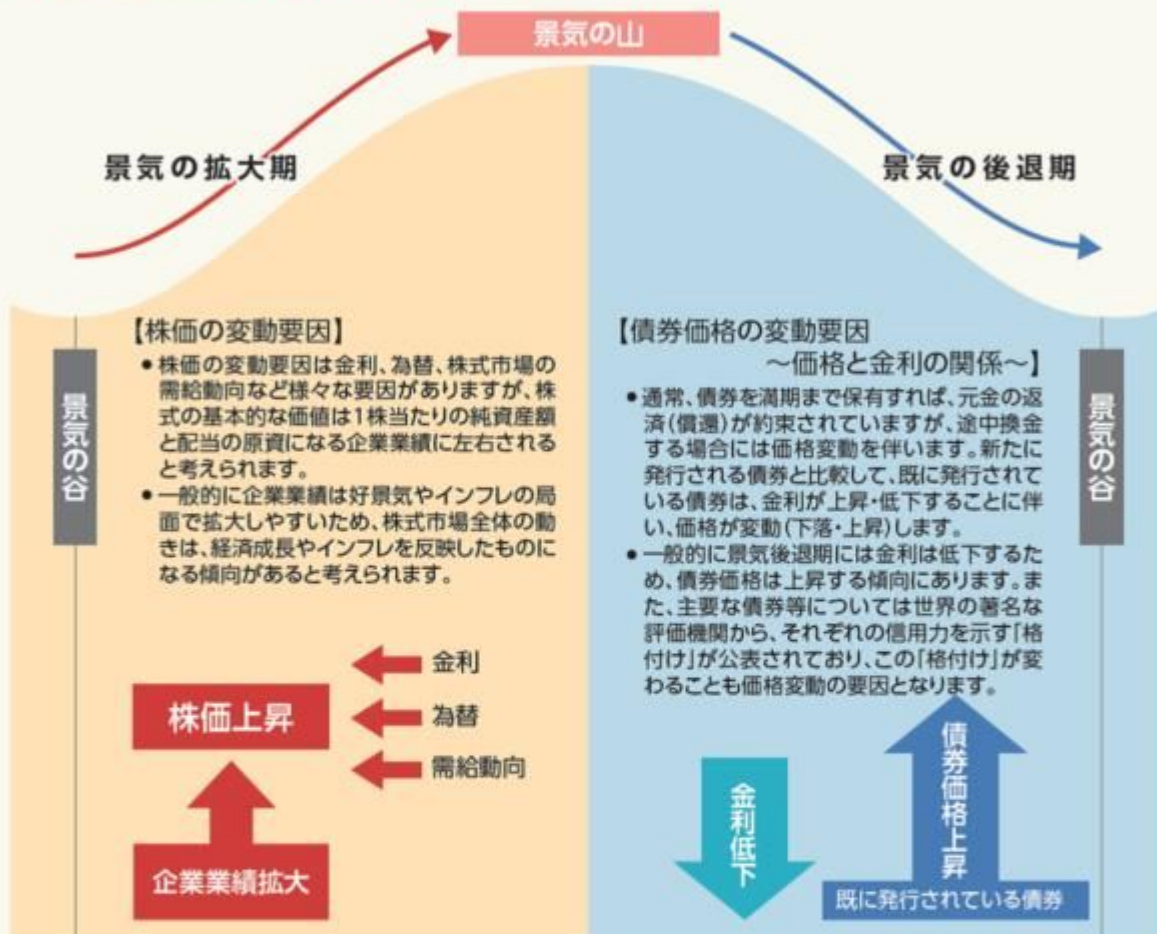 景気の山
景気の拡大期
景気の後退期
景気の谷
【株価の変動要因】
●株価の変動要因は金利、為替、株式市場の
需給動向など様々な要因がありますが、株
式の基本的な価値は1株当たりの純資産額
と配当の原資になる企業業績に左右される
と考えられます。
●一般的に企業業績は好景気やインフレの局
面で拡大しやすいため、株式市場全体の動
きは、経済成長やインフレを反映したものに
なる傾向があると考えられます。
金利
株価上昇
為替
需給動向
企業業績拡大
【債券価格の変動要因
～価格と金利の関係～】
●通常、債券を満期まで保有すれば、元金の返
済(償還)が約束されていますが、途中換金
する場合には価格変動を伴います。新たに
発行される債券と比較して、既に発行されて
いる債券は、金利が上昇・低下することに伴
い、価格が変動(下落・上昇)します。
●一般的に景気後退期には金利は低下するた
め、債券価格は上昇する傾向にあります。ま
た、主要な債券等については世界の著名な
評価機関から、それぞれの信用力を示す「格
付け」が公表されており、この「格付け」が変
わることも価格変動の要因となります。
金利低下
債券価格上昇
既に発行されている債券
景気の谷